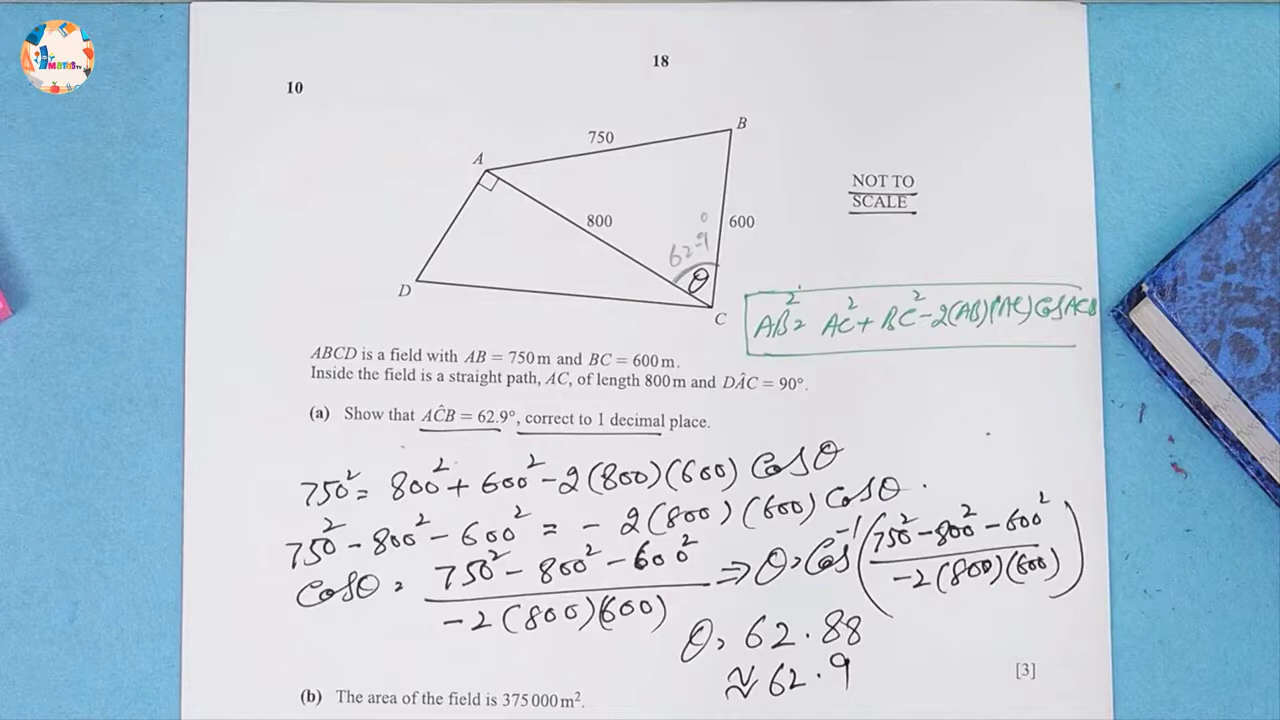 MATHS TV
18
10
B
750
A
NOT TO
SCALE
800
600
62.9°
θ
D
C
AB² = AC² + BC² - 2(AB)(AC) Cos ACB
ABCD is a field with AB = 750 m and BC = 600 m.
Inside the field is a straight path, AC, of length 800 m and DÂC = 90°.
(a) Show that AĈB = 62.9°, correct to 1 decimal place.
750² = 800² + 600² - 2(800)(600) Cosθ
750² - 800² - 600² = - 2(800)(600) Cosθ.
Cosθ = (750² - 800² - 600²) / (-2(800)(600)) ⇒ θ = Cos⁻¹((750² - 800² - 600²) / (-2(800)(600)))
θ = 62.88
≈ 62.9
[3]
(b) The area of the field is 375 000 m².